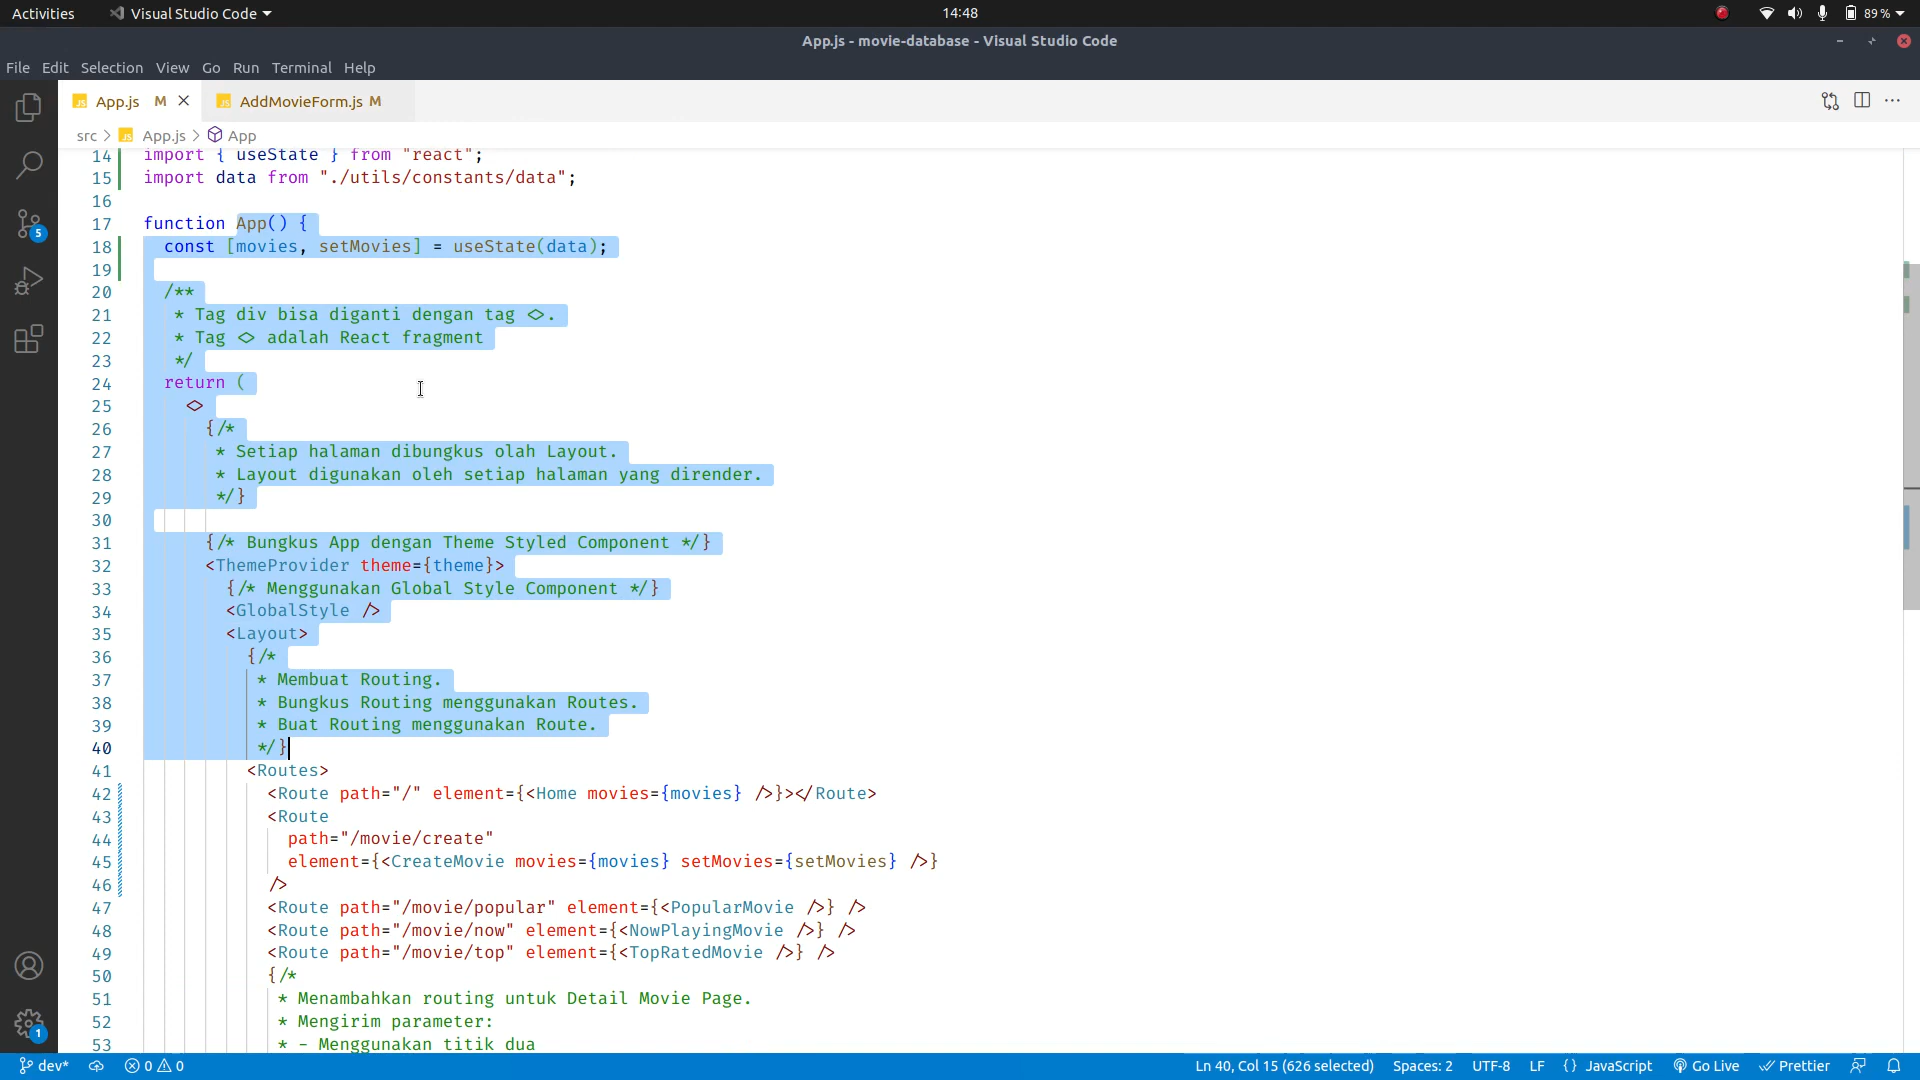 Activities
Visual Studio Code
14:48
89 %
App.js - movie-database - Visual Studio Code
File Edit Selection View Go Run Terminal Help
JS App.js M
JS AddMovieForm.js M
src > JS App.js > App
14 import { useState } from "react";
15 import data from "./utils/constants/data";
16
17 function App() {
18 const [movies, setMovies] = useState(data);
19
20 /**
21 * Tag div bisa diganti dengan tag <>.
22 * Tag <> adalah React fragment
23 */
24 return (
25 <>
26 {/*
27 * Setiap halaman dibungkus olah Layout.
28 * Layout digunakan oleh setiap halaman yang dirender.
29 */}
30
31 {/* Bungkus App dengan Theme Styled Component */}
32 <ThemeProvider theme={theme}>
33 {/* Menggunakan Global Style Component */}
34 <GlobalStyle />
35 <Layout>
36 {/*
37 * Membuat Routing.
38 * Bungkus Routing menggunakan Routes.
39 * Buat Routing menggunakan Route.
40 */}
41 <Routes>
42 <Route path="/" element={<Home movies={movies} />}></Route>
43 <Route
44 path="/movie/create"
45 element={<CreateMovie movies={movies} setMovies={setMovies} />}
46 />
47 <Route path="/movie/popular" element={<PopularMovie />} />
48 <Route path="/movie/now" element={<NowPlayingMovie />} />
49 <Route path="/movie/top" element={<TopRatedMovie />} />
50 {/*
51 * Menambahkan routing untuk Detail Movie Page.
52 * Mengirim parameter:
53 * - Menggunakan titik dua
5
1
dev* 0 0
Ln 40, Col 15 (626 selected) Spaces: 2 UTF-8 LF {} JavaScript Go Live Prettier